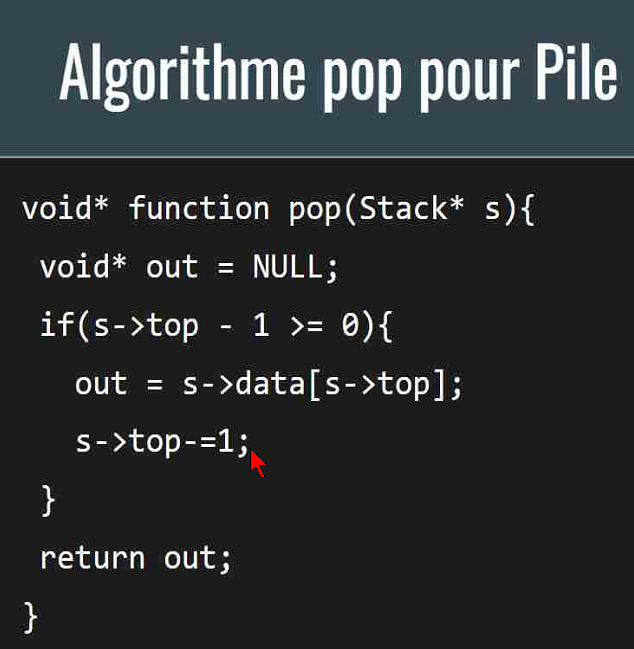 Algorithme pop pour Pile
void* function pop(Stack* s){
void* out = NULL;
if(s->top - 1 >= 0){
out = s->data[s->top];
s->top-=1;
}
return out;
}